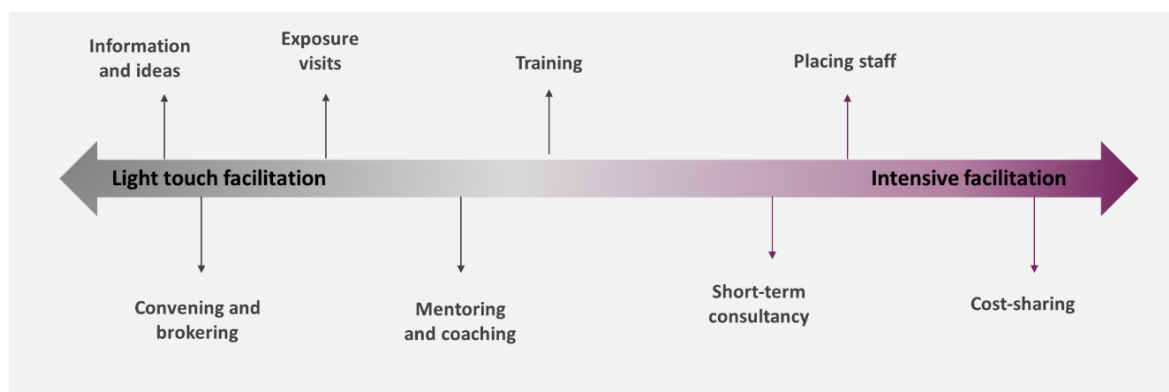 Information
and ideas
Exposure
visits
Training
Placing staff
Light touch facilitation
Intensive facilitation
Convening and
brokering
Mentoring
and coaching
Short-term
consultancy
Cost-sharing